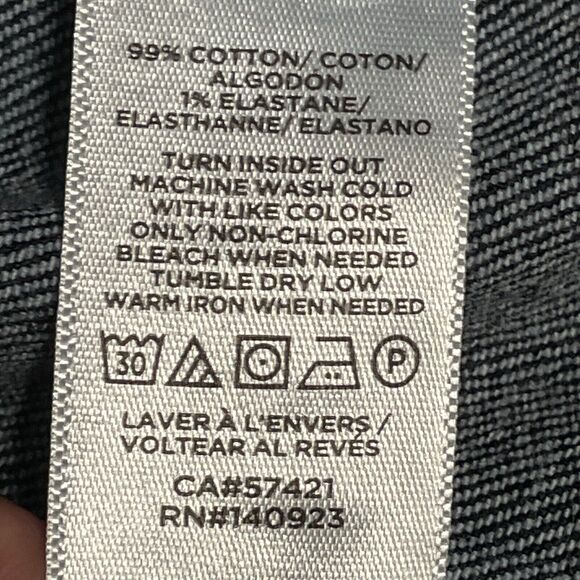 99% COTTON/ COTON/
ALGODON
1% ELASTANE/
ELASTHANNE/ ELASTANO
TURN INSIDE OUT
MACHINE WASH COLD
WITH LIKE COLORS
ONLY NON-CHLORINE
BLEACH WHEN NEEDED
TUMBLE DRY LOW
WARM IRON WHEN NEEDED
30 P
LAVER À L'ENVERS /
VOLTEAR AL REVÉS
CA#57421
RN#140923